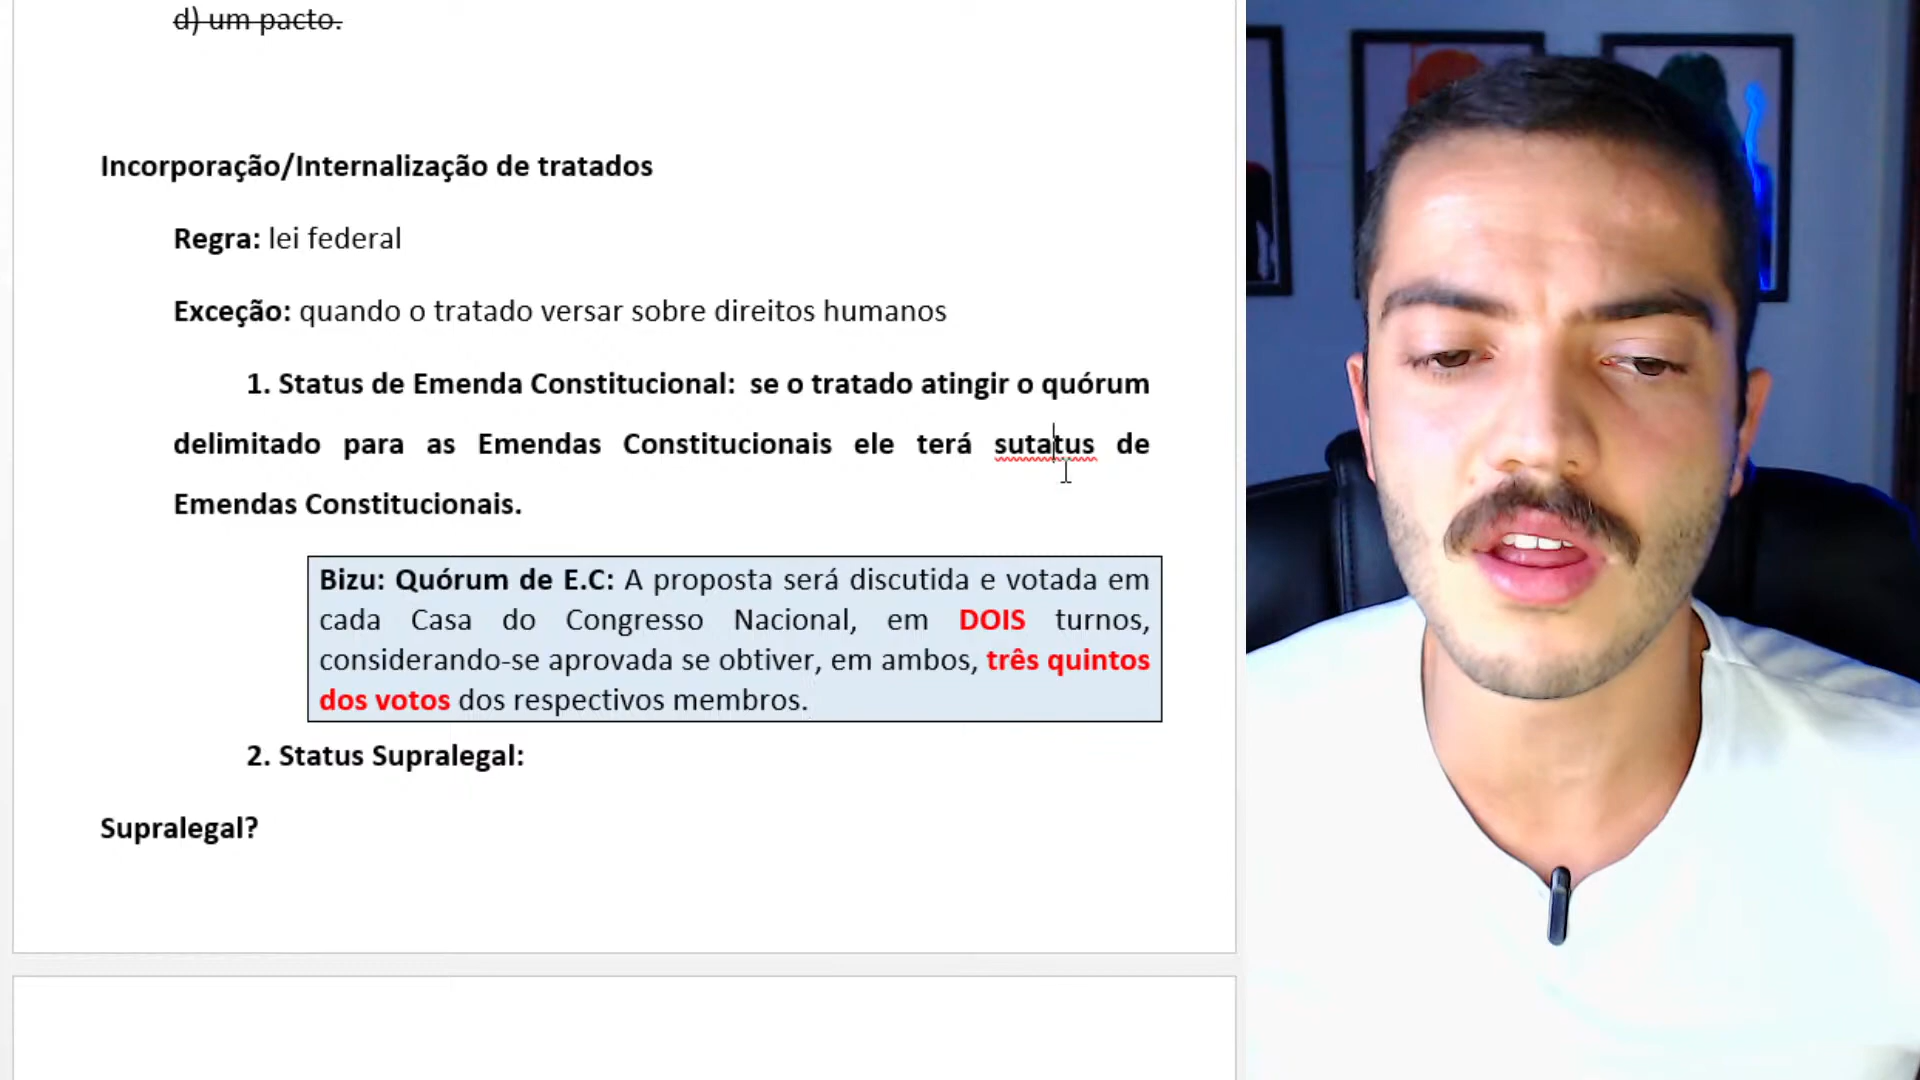 d) um pacto.
Incorporação/Internalização de tratados
Regra: lei federal
Exceção: quando o tratado versar sobre direitos humanos
1. Status de Emenda Constitucional: se o tratado atingir o quórum
delimitado para as Emendas Constitucionais ele terá sutatus de
Emendas Constitucionais.
Bizu: Quórum de E.C: A proposta será discutida e votada em
cada Casa do Congresso Nacional, em DOIS turnos,
considerando-se aprovada se obtiver, em ambos, três quintos
dos votos dos respectivos membros.
2. Status Supralegal:
Supralegal?